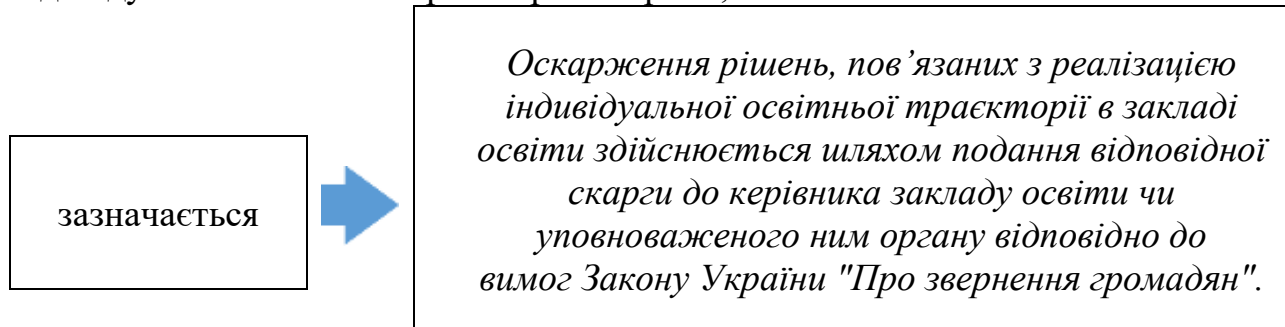 зазначається
Оскарження рішень, пов’язаних з реалізацією
індивідуальної освітньої траєкторії в закладі
освіти здійснюється шляхом подання відповідної
скарги до керівника закладу освіти чи
уповноваженого ним органу відповідно до
вимог Закону України "Про звернення громадян".